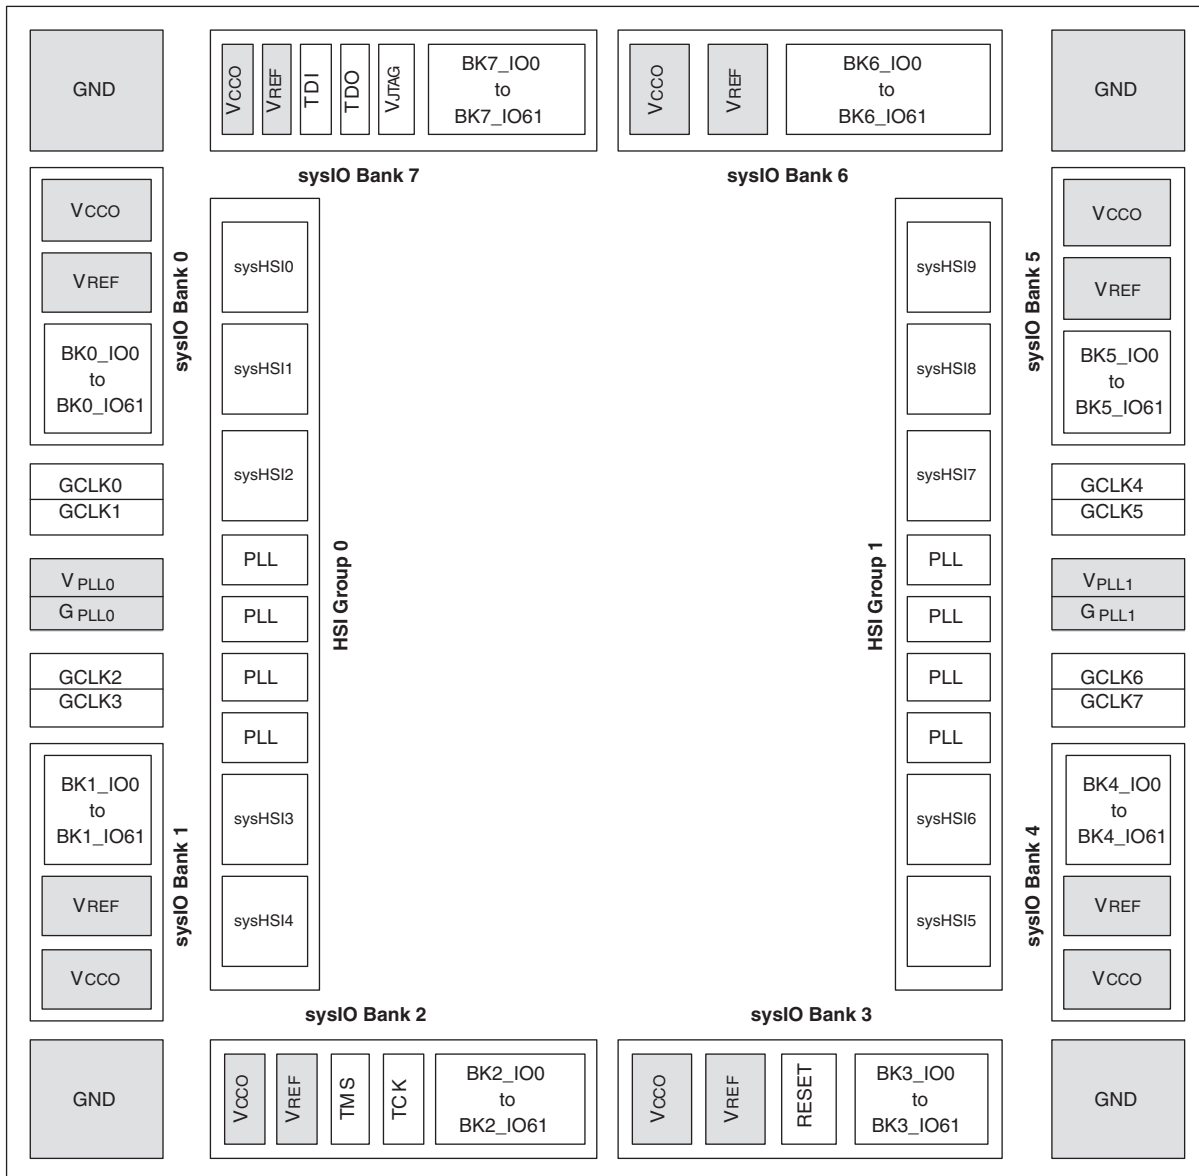 GND
VCCO
VREF
TDI
TDO
VJTAG
BK7_IO0
to
BK7_IO61
VCCO
VREF
BK6_IO0
to
BK6_IO61
GND
sysIO Bank 7
sysIO Bank 6
VCCO
VREF
BK0_IO0
to
BK0_IO61
sysIO Bank 0
GCLK0
GCLK1
VPLL0
GPLL0
GCLK2
GCLK3
BK1_IO0
to
BK1_IO61
VREF
VCCO
sysIO Bank 1
sysHSI0
sysHSI1
sysHSI2
PLL
PLL
PLL
PLL
sysHSI3
sysHSI4
HSI Group 0
sysHSI9
sysHSI8
sysHSI7
PLL
PLL
PLL
PLL
sysHSI6
sysHSI5
HSI Group 1
VCCO
VREF
BK5_IO0
to
BK5_IO61
sysIO Bank 5
GCLK4
GCLK5
VPLL1
GPLL1
GCLK6
GCLK7
BK4_IO0
to
BK4_IO61
VREF
VCCO
sysIO Bank 4
sysIO Bank 2
sysIO Bank 3
GND
VCCO
VREF
TMS
TCK
BK2_IO0
to
BK2_IO61
VCCO
VREF
RESET
BK3_IO0
to
BK3_IO61
GND